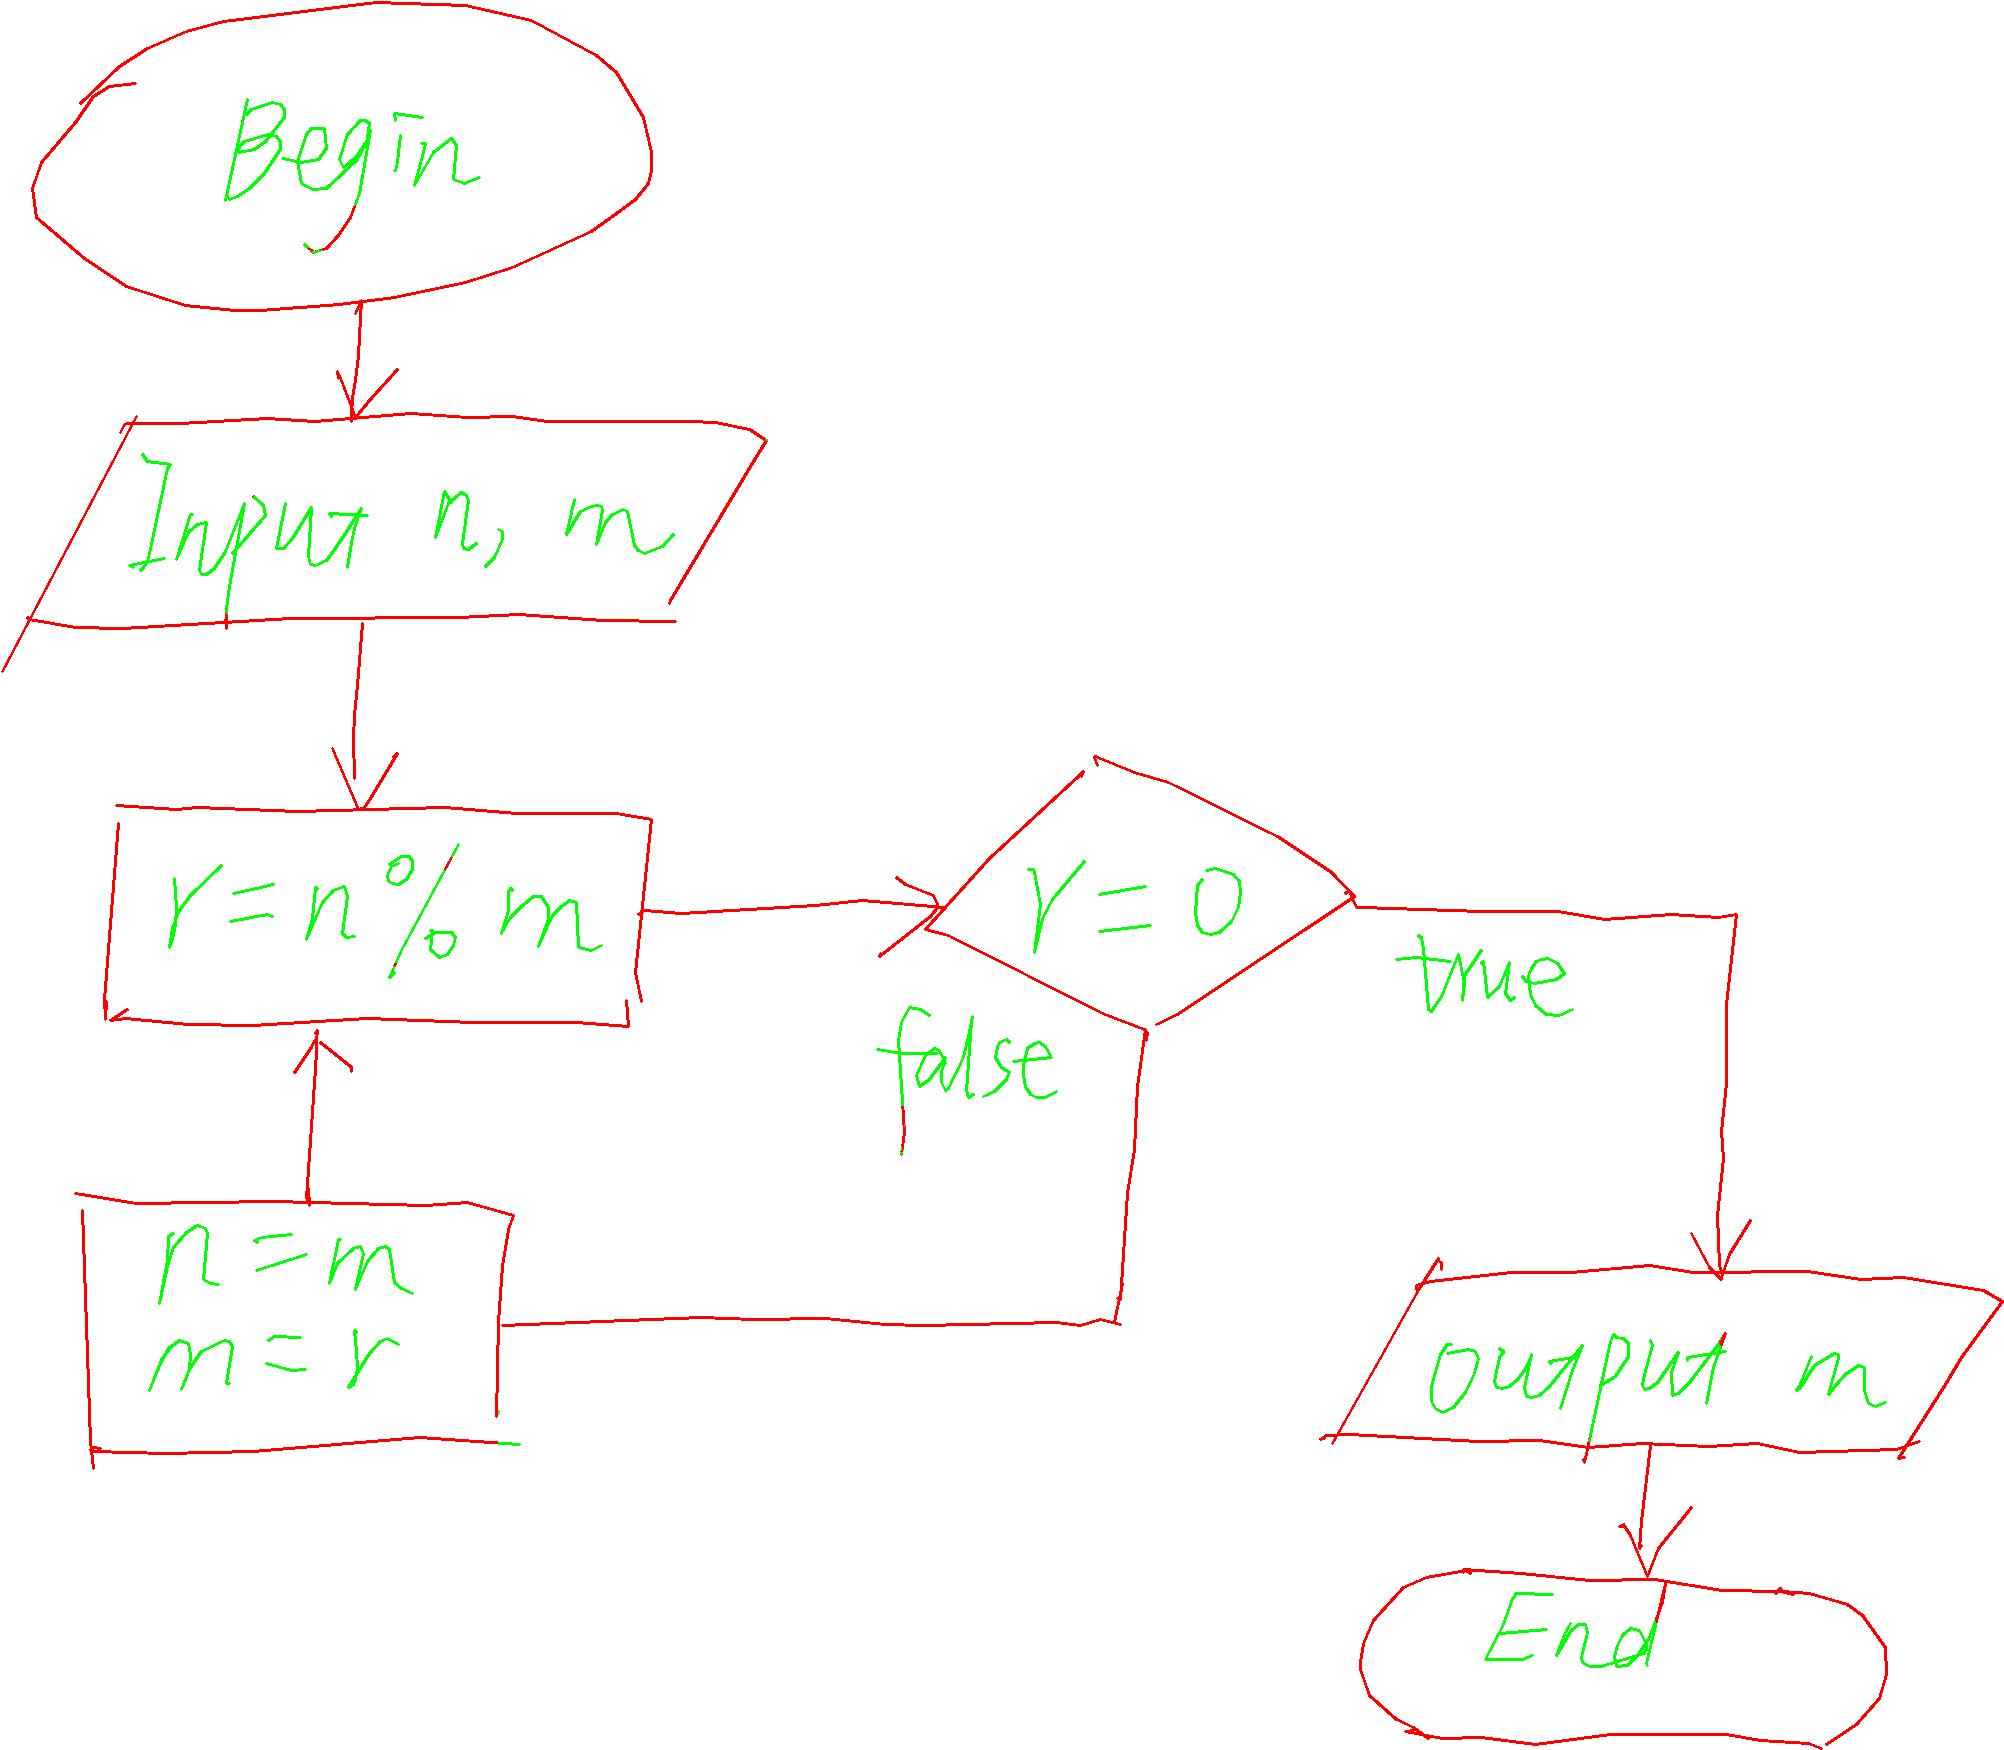 Begin
Input n, m
r = n % m
r = 0
true
false
n = m
m = r
output m
End